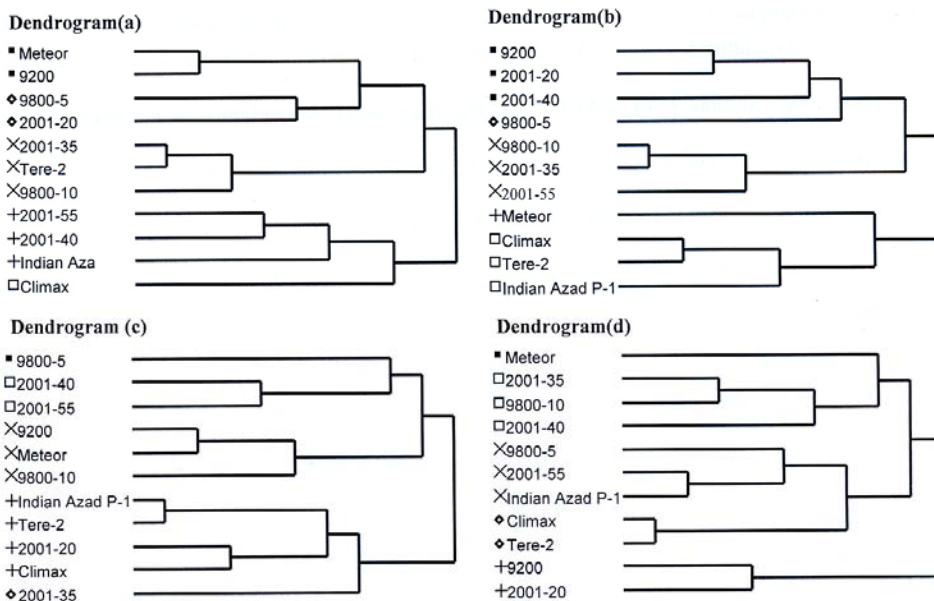 Dendrogram(a)
Meteor
9200
9800-5
2001-20
2001-35
Tere-2
9800-10
2001-55
2001-40
Indian Aza
Climax
Dendrogram(b)
9200
2001-20
2001-40
9800-5
9800-10
2001-35
2001-55
Meteor
Climax
Tere-2
Indian Azad P-1
Dendrogram (c)
9800-5
2001-40
2001-55
9200
Meteor
9800-10
Indian Azad P-1
Tere-2
2001-20
Climax
2001-35
Dendrogram(d)
Meteor
2001-35
9800-10
2001-40
9800-5
2001-55
Indian Azad P-1
Climax
Tere-2
9200
2001-20